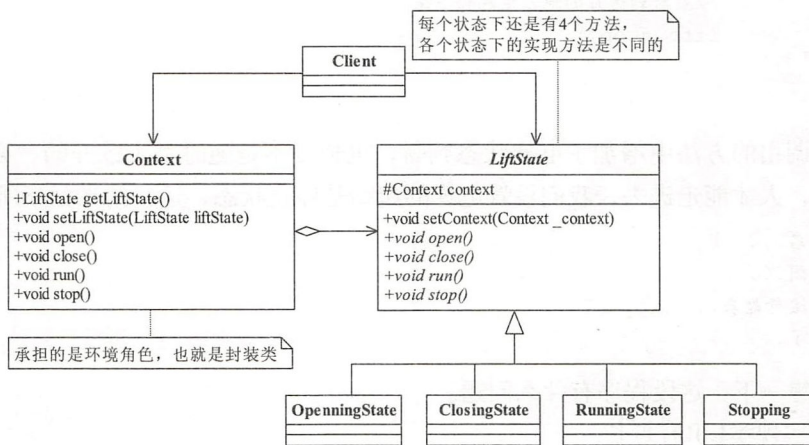 每个状态下还是有4个方法，
各个状态下的实现方法是不同的
Client
Context
+LiftState getLiftState()
+void setLiftState(LiftState liftState)
+void open()
+void close()
+void run()
+void stop()
LiftState
#Context context
+void setContext(Context _context)
+void open()
+void close()
+void run()
+void stop()
承担的是环境角色，也就是封装类
OpenningState
ClosingState
RunningState
Stopping